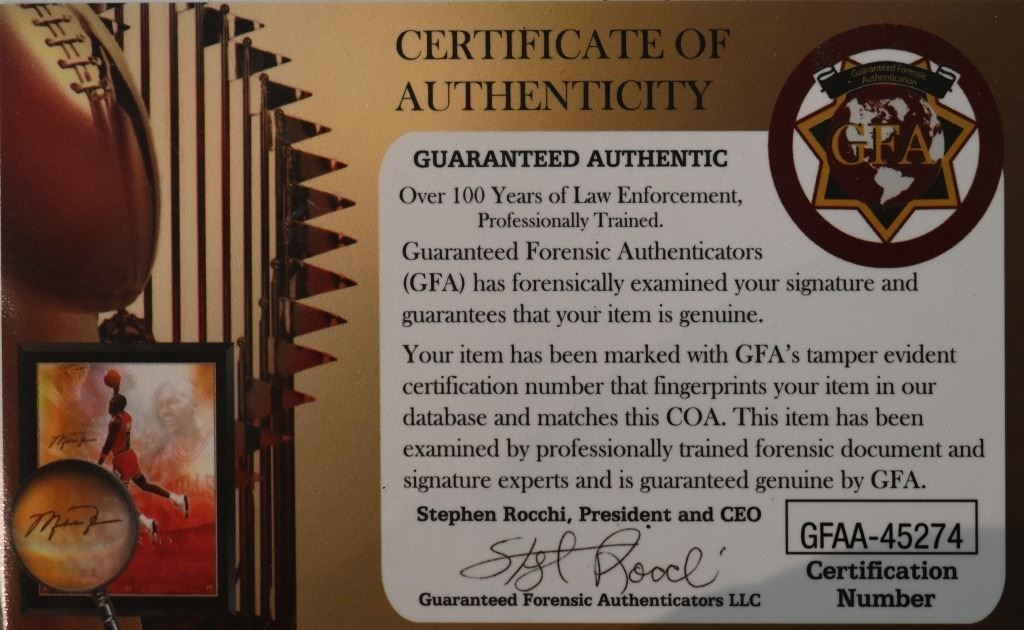 CERTIFICATE OF
AUTHENTICITY
Guaranteed Forensic
Authentication
GFA
GUARANTEED AUTHENTIC
Over 100 Years of Law Enforcement,
Professionally Trained.
Guaranteed Forensic Authenticators
(GFA) has forensically examined your signature and
guarantees that your item is genuine.
Your item has been marked with GFA's tamper evident
certification number that fingerprints your item in our
database and matches this COA. This item has been
examined by professionally trained forensic document and
signature experts and is guaranteed genuine by GFA.
Stephen Rocchi, President and CEO
Guaranteed Forensic Authenticators LLC
GFAA-45274
Certification
Number